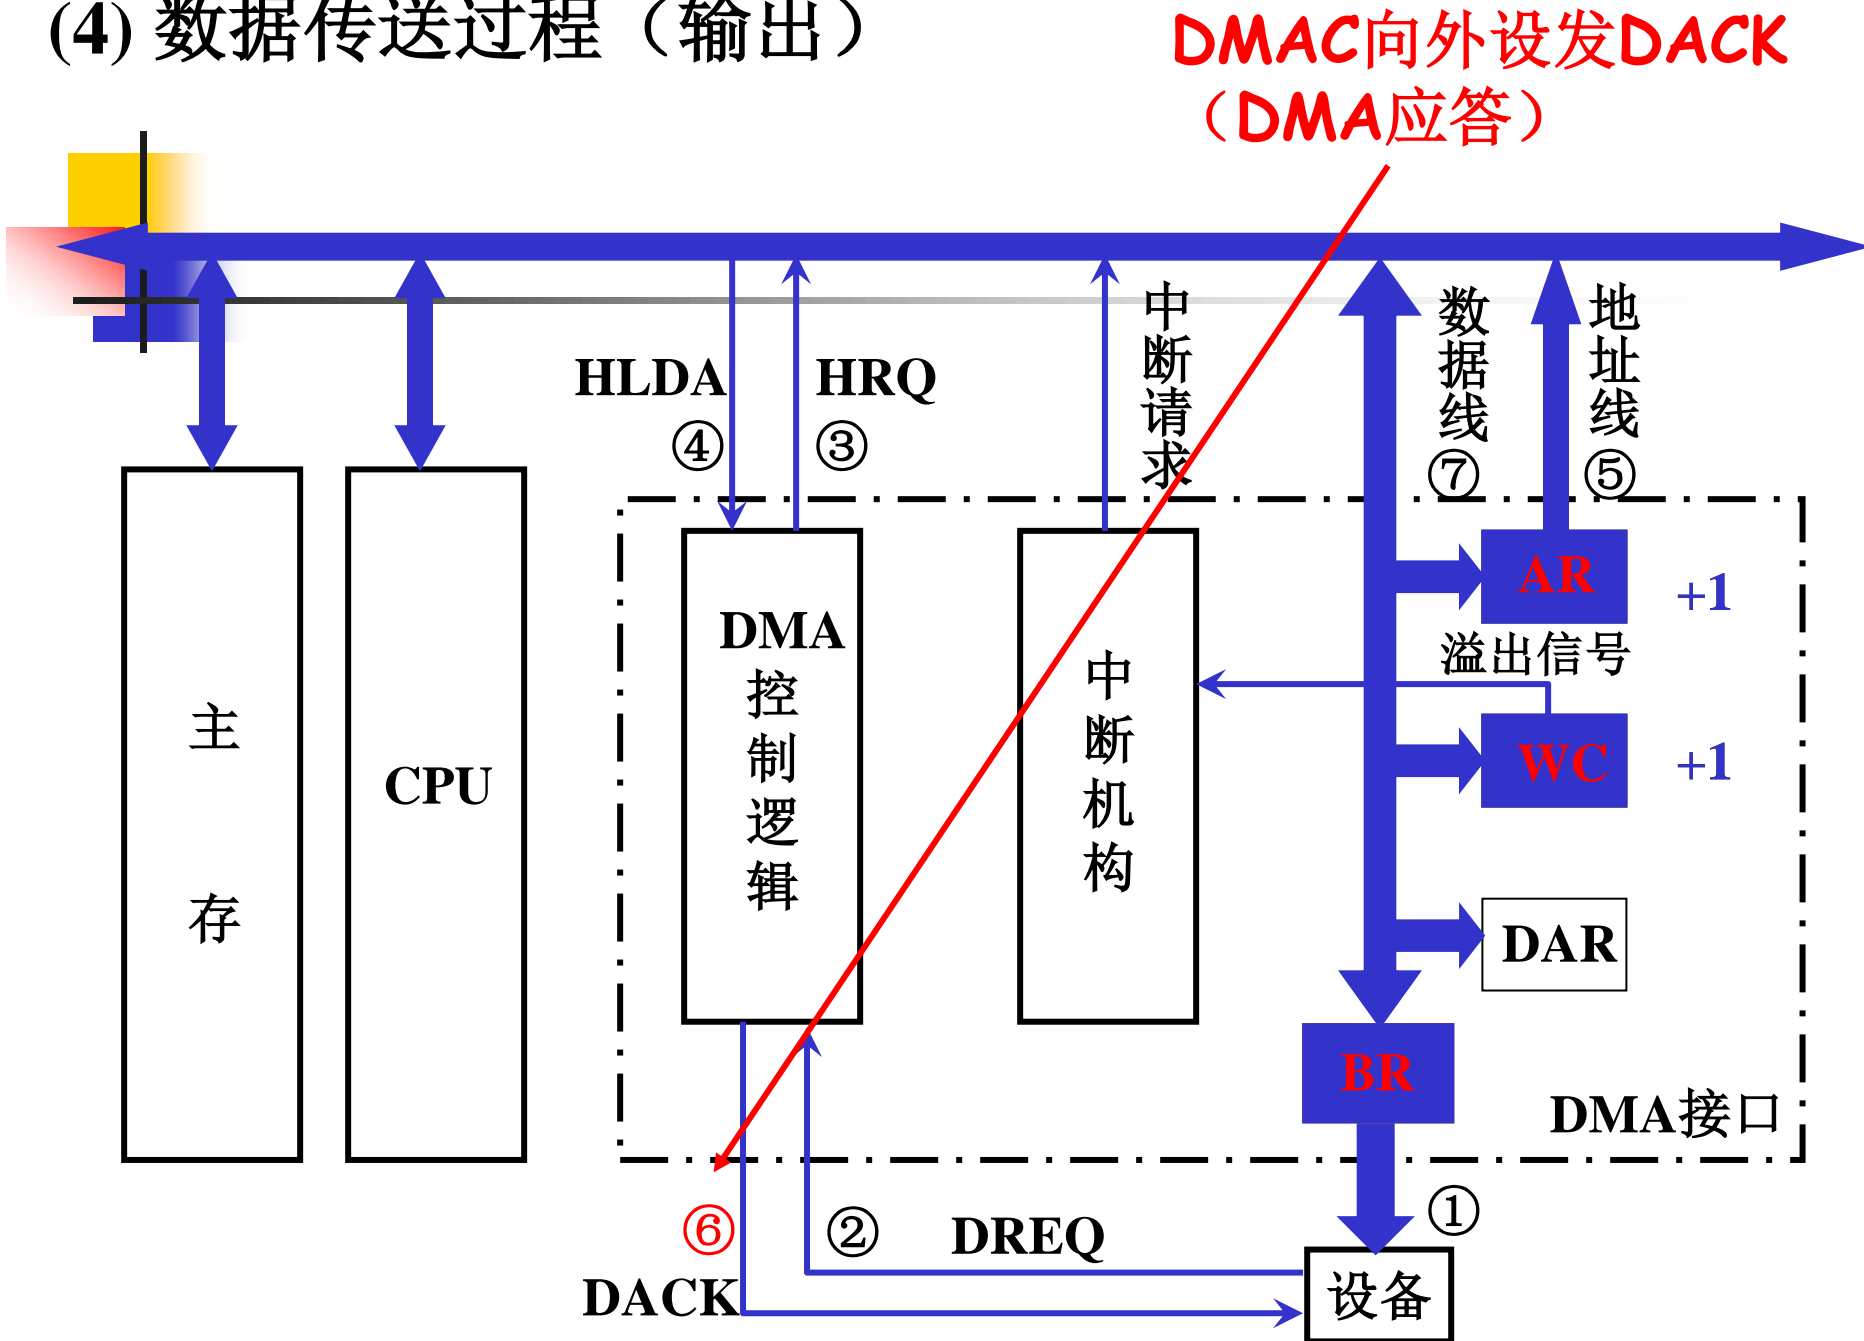 (4) 数据传送过程（输出）
DMAC向外设发DACK
（DMA应答）
HLDA
④
HRQ
③
中断请求
数据线
⑦
地址线
⑤
主存
CPU
DMA
控制逻辑
中断机构
AR
+1
溢出信号
WC
+1
DAR
BR
DMA接口
①
⑥
②
DREQ
DACK
设备